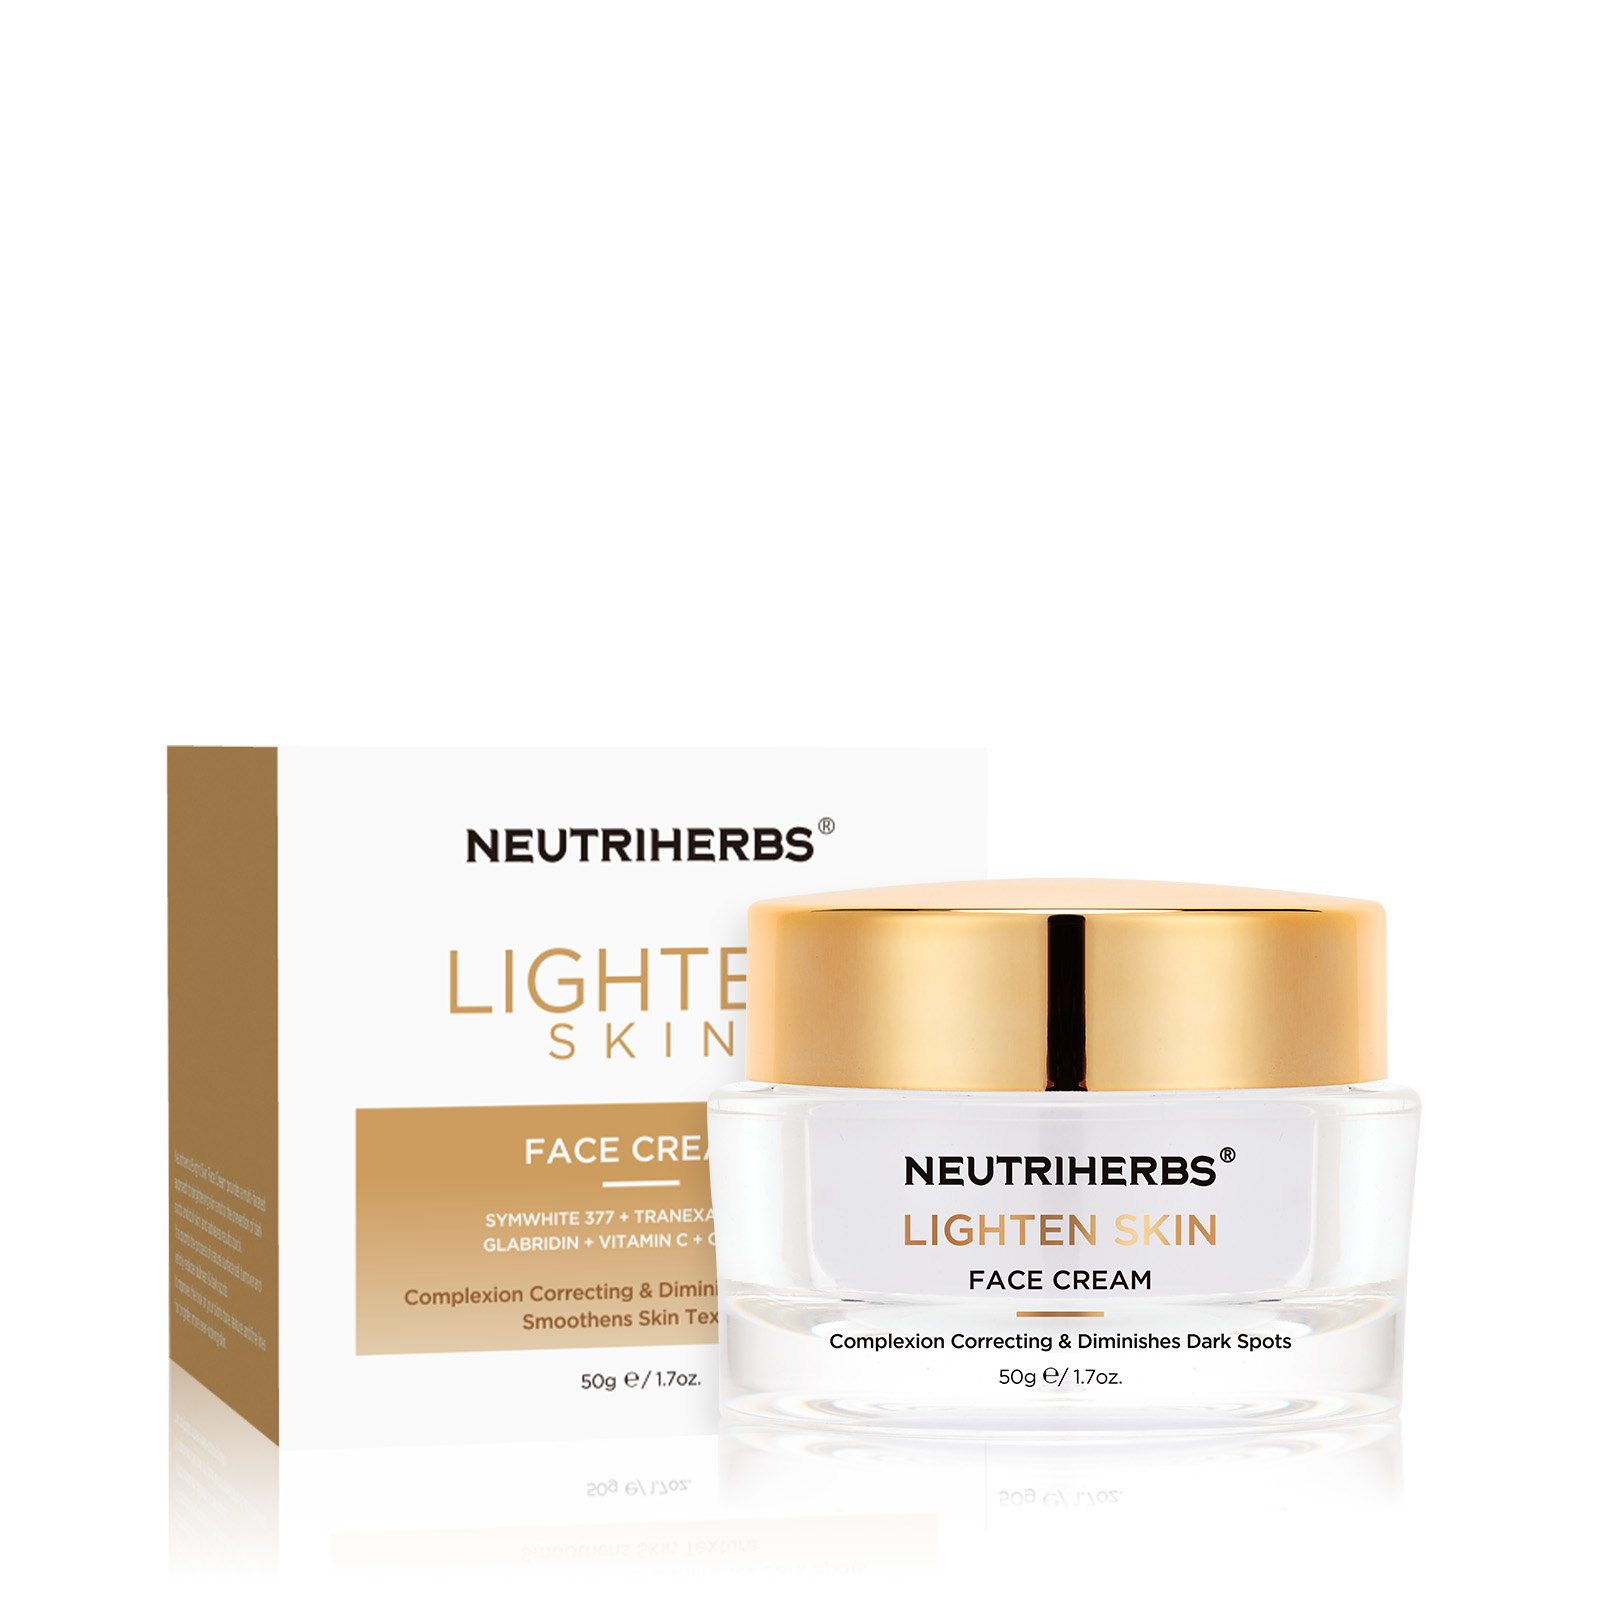 NEUTRIHERBS®
LIGHTE
SKIN
FACE CREA
SYMWHITE 377 + TRANEXA
GLABRIDIN + VITAMIN C +
Complexion Correcting & Dimini
Smoothens Skin Tex
50g ℮/ 1.7oz.
NEUTRIHERBS®
LIGHTEN SKIN
FACE CREAM
Complexion Correcting & Diminishes Dark Spots
50g ℮/ 1.7oz.